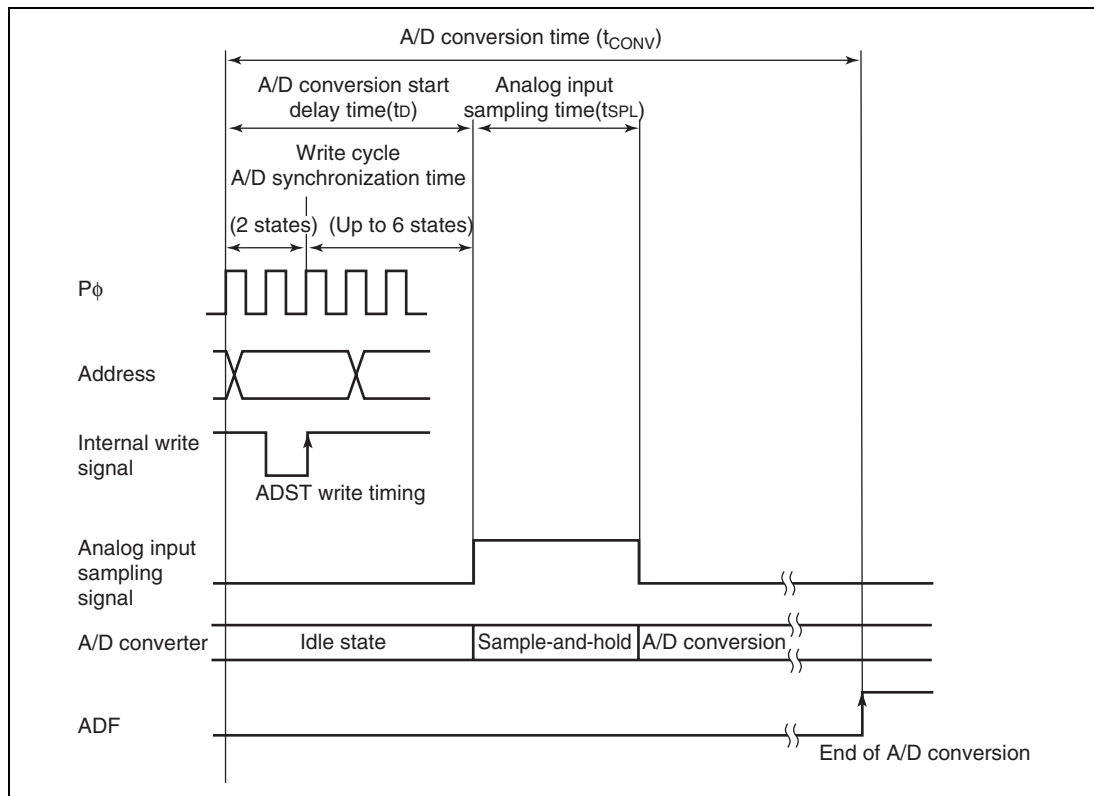 A/D conversion time (tCONV)
A/D conversion start
delay time(tD)
Analog input
sampling time(tSPL)
Write cycle
A/D synchronization time
(2 states)
(Up to 6 states)
Pϕ
Address
Internal write
signal
ADST write timing
Analog input
sampling
signal
A/D converter
Idle state
Sample-and-hold
A/D conversion
ADF
End of A/D conversion